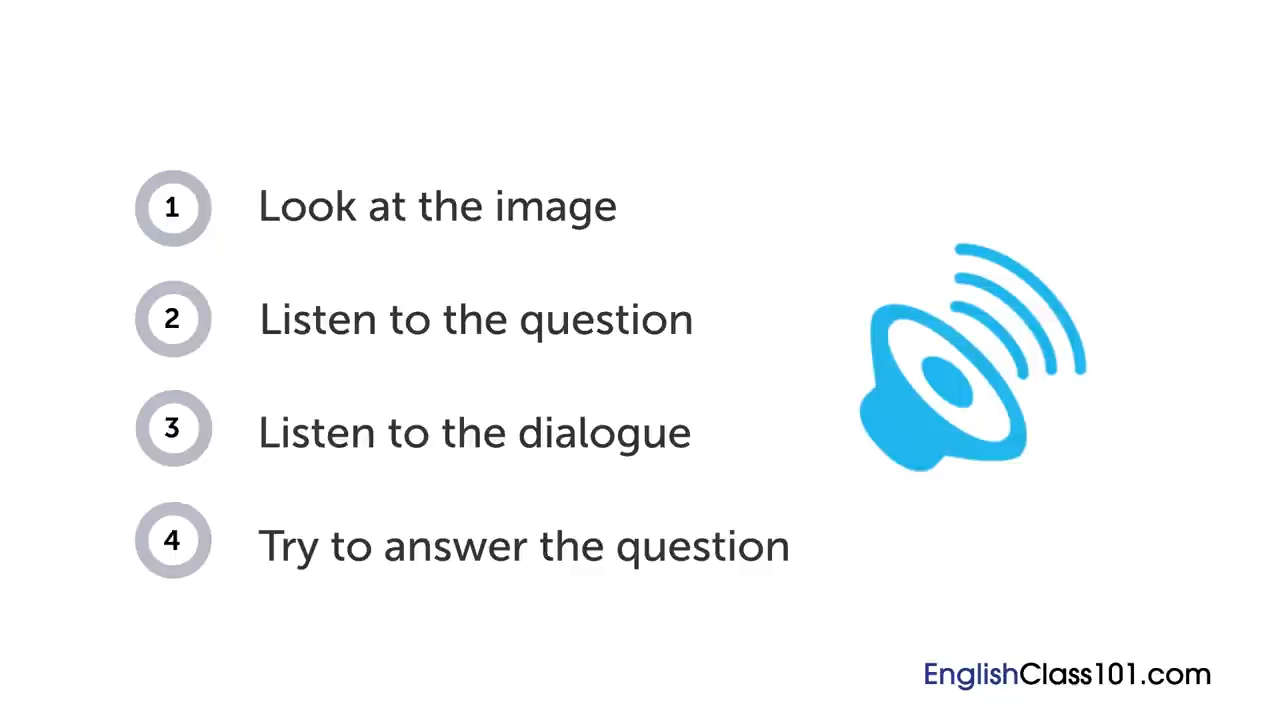 1 Look at the image
2 Listen to the question
3 Listen to the dialogue
4 Try to answer the question
EnglishClass101.com